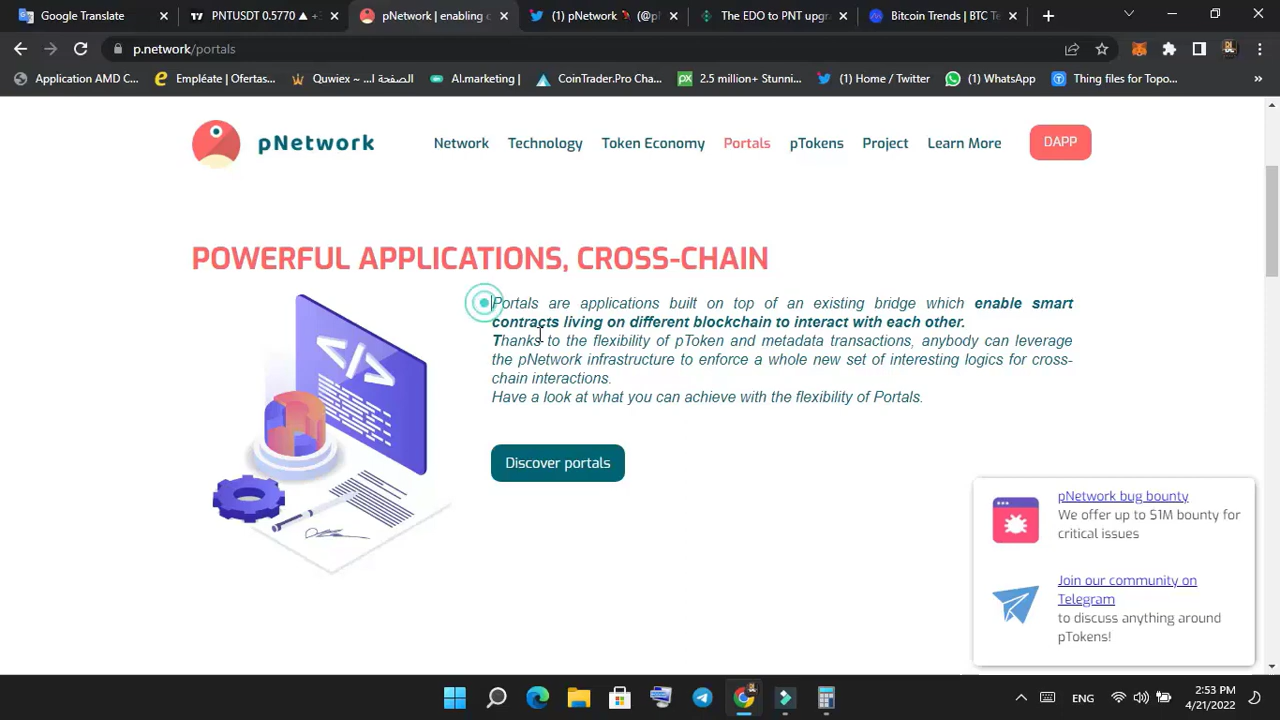 Google Translate
PNTUSDT 0.5770 ▲ +3
pNetwork | enabling c
(1) pNetwork (@p
The EDO to PNT upgra
Bitcoin Trends | BTC Te
p.network/portals
Application AMD C...
Empléate | Ofertas...
Quwiex ~ الصفحة ا...
AI.marketing |
CoinTrader.Pro Cha...
2.5 million+ Stunni...
(1) Home / Twitter
(1) WhatsApp
Thing files for Topo...
pNetwork
Network
Technology
Token Economy
Portals
pTokens
Project
Learn More
DAPP
POWERFUL APPLICATIONS, CROSS-CHAIN
Portals are applications built on top of an existing bridge which enable smart
contracts living on different blockchain to interact with each other.
Thanks to the flexibility of pToken and metadata transactions, anybody can leverage
the pNetwork infrastructure to enforce a whole new set of interesting logics for cross-
chain interactions.
Have a look at what you can achieve with the flexibility of Portals.
Discover portals
pNetwork bug bounty
We offer up to $1M bounty for
critical issues
Join our community on
Telegram
to discuss anything around
pTokens!
ENG
2:53 PM
4/21/2022